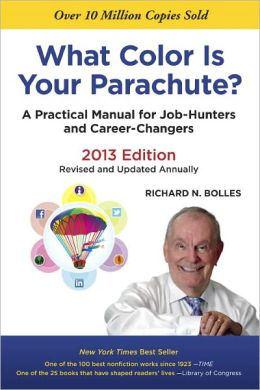 Over 10 Million Copies Sold
What Color Is
Your Parachute?
A Practical Manual for Job-Hunters
and Career-Changers
2013 Edition
Revised and Updated Annually
RICHARD N. BOLLES
f
in
New York Times Best Seller
One of the 100 best nonfiction works since 1923 —TIME
One of the 25 books that have shaped readers' lives —Library of Congress